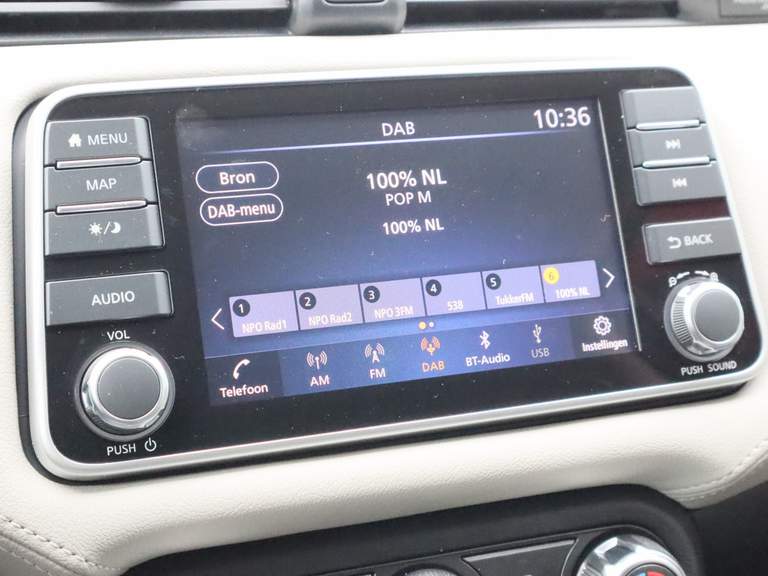 DAB
10:36
Bron
DAB-menu
100% NL
POP M
100% NL
1 NPO Rad1
2 NPO Rad2
3 NPO 3FM
4 538
5 TukkerFM
6 100% NL
Telefoon
AM
FM
DAB
BT-Audio
USB
Instellingen
MENU
MAP
AUDIO
VOL
PUSH
BACK
PUSH SOUND